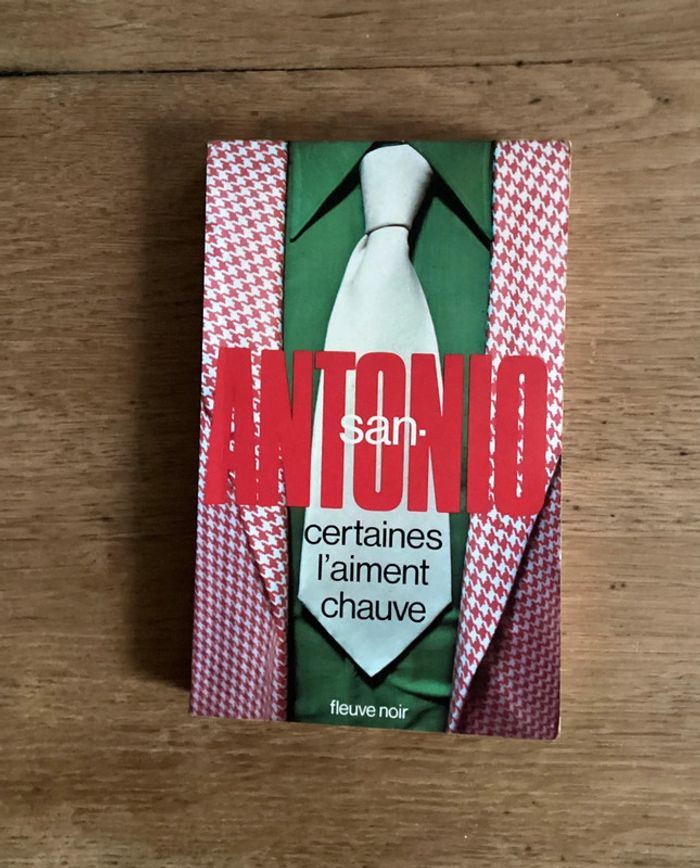 san-
ANTONIO
certaines
l'aiment
chauve
fleuve noir